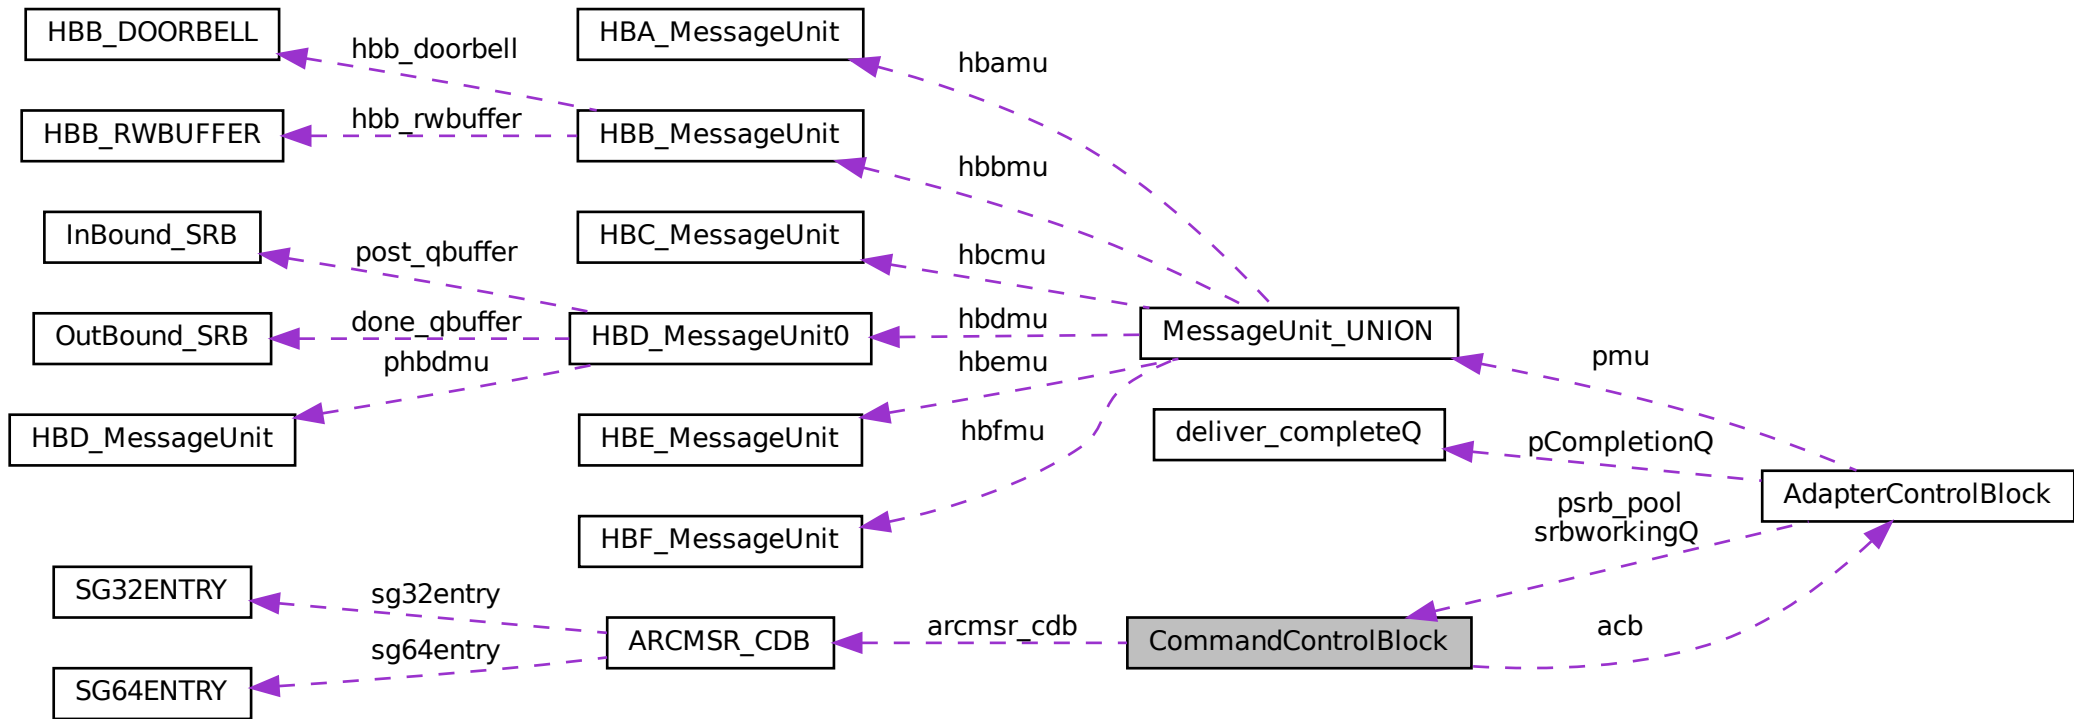 HBB_DOORBELL
hbb_doorbell
HBA_MessageUnit
hbamu
HBB_RWBUFFER
hbb_rwbuffer
HBB_MessageUnit
hbbmu
InBound_SRB
post_qbuffer
HBC_MessageUnit
hbcmu
OutBound_SRB
done_qbuffer
HBD_MessageUnit0
hbdmu
MessageUnit_UNION
pmu
phbdmu
hbemu
HBD_MessageUnit
HBE_MessageUnit
hbfmu
deliver_completeQ
pCompletionQ
AdapterControlBlock
psrb_pool
srbworkingQ
HBF_MessageUnit
SG32ENTRY
sg32entry
ARCMSR_CDB
arcmsr_cdb
CommandControlBlock
acb
sg64entry
SG64ENTRY